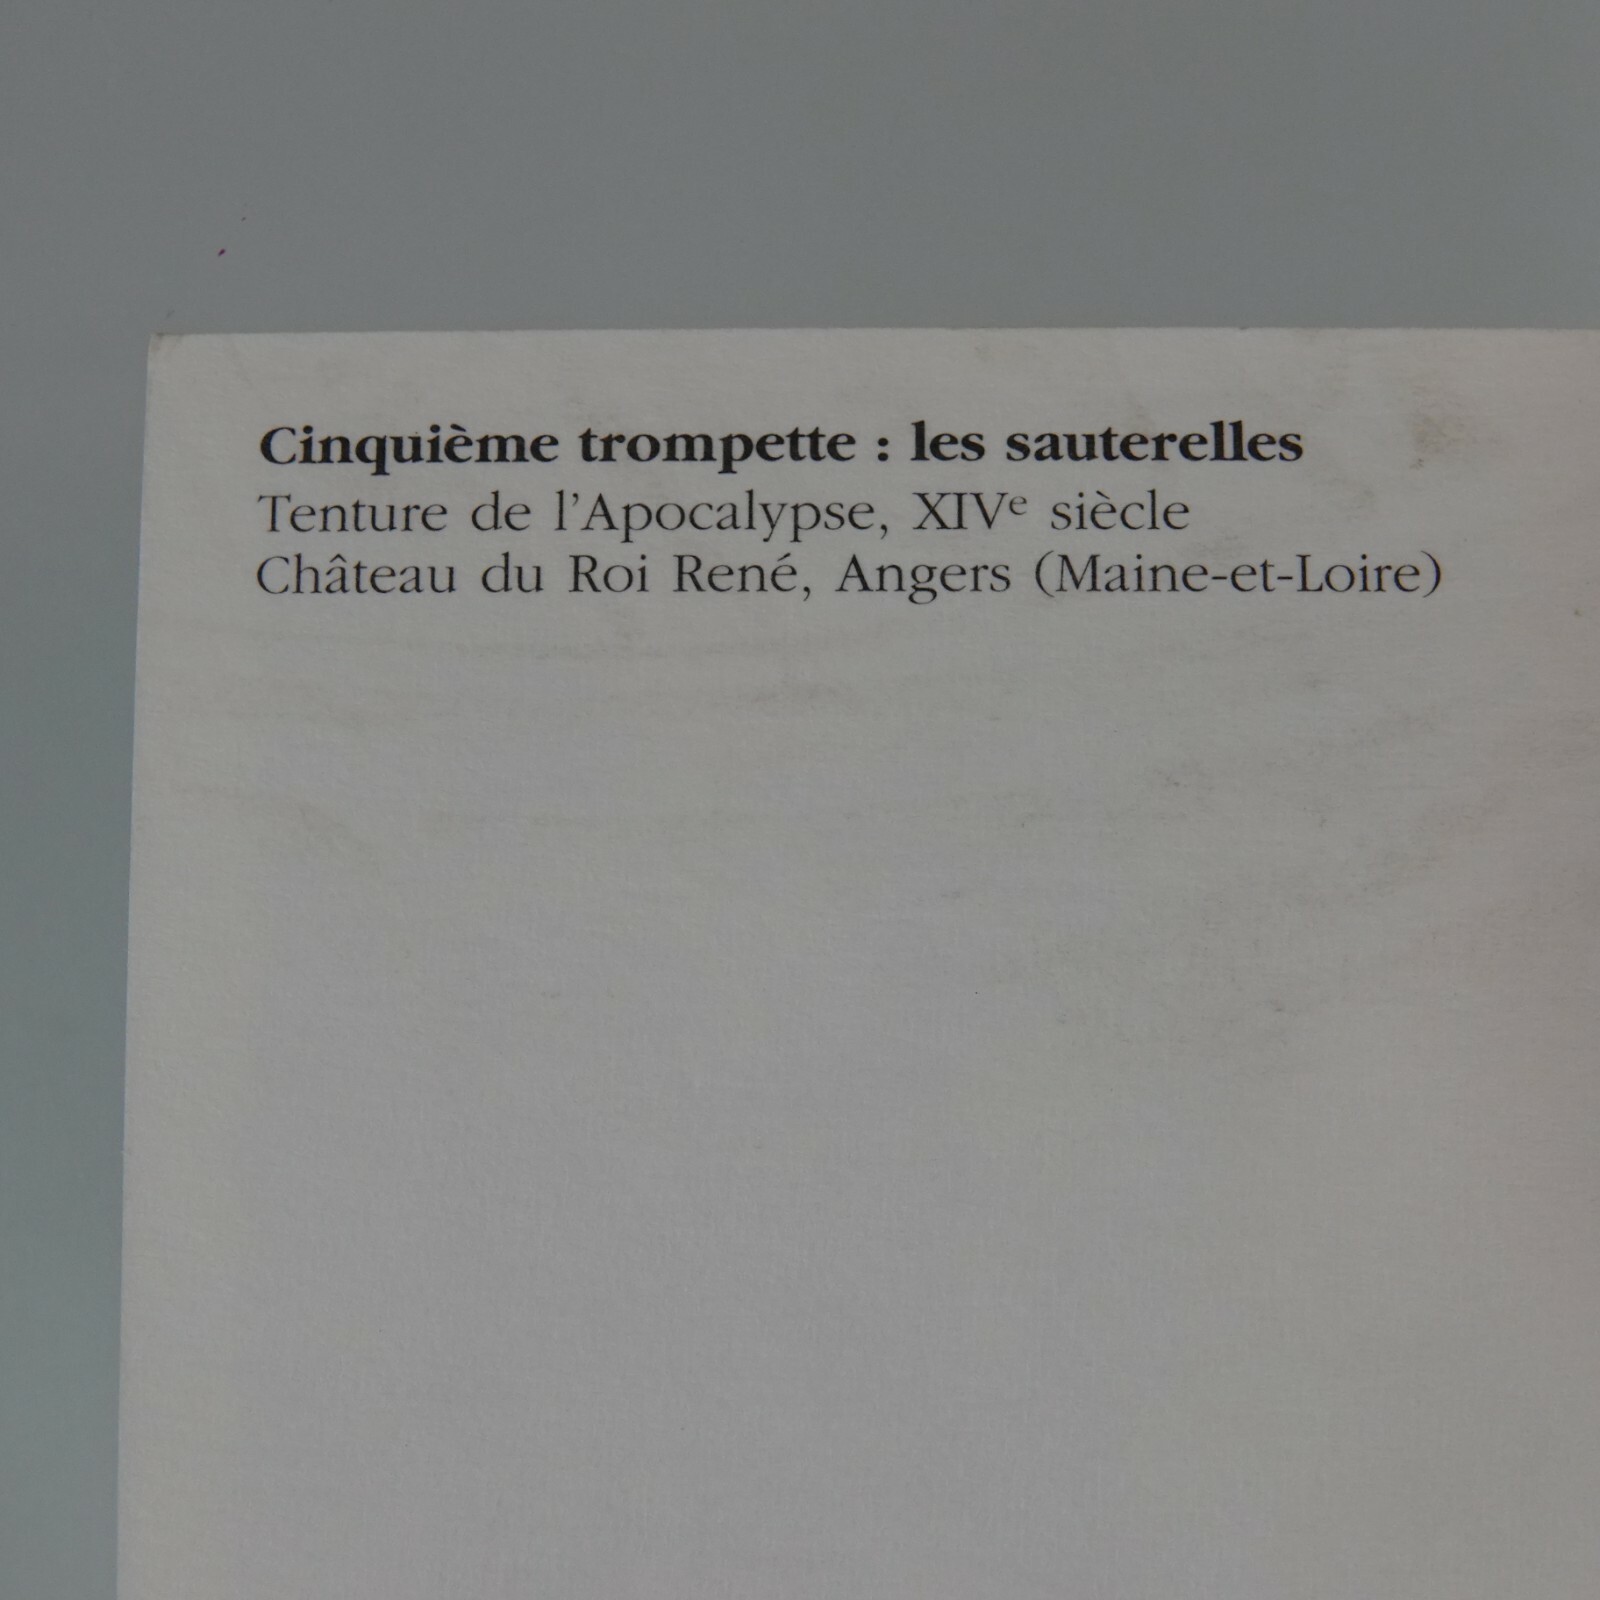 Cinquième trompette : les sauterelles
Tenture de l'Apocalypse, XIVe siècle
Château du Roi René, Angers (Maine-et-Loire)